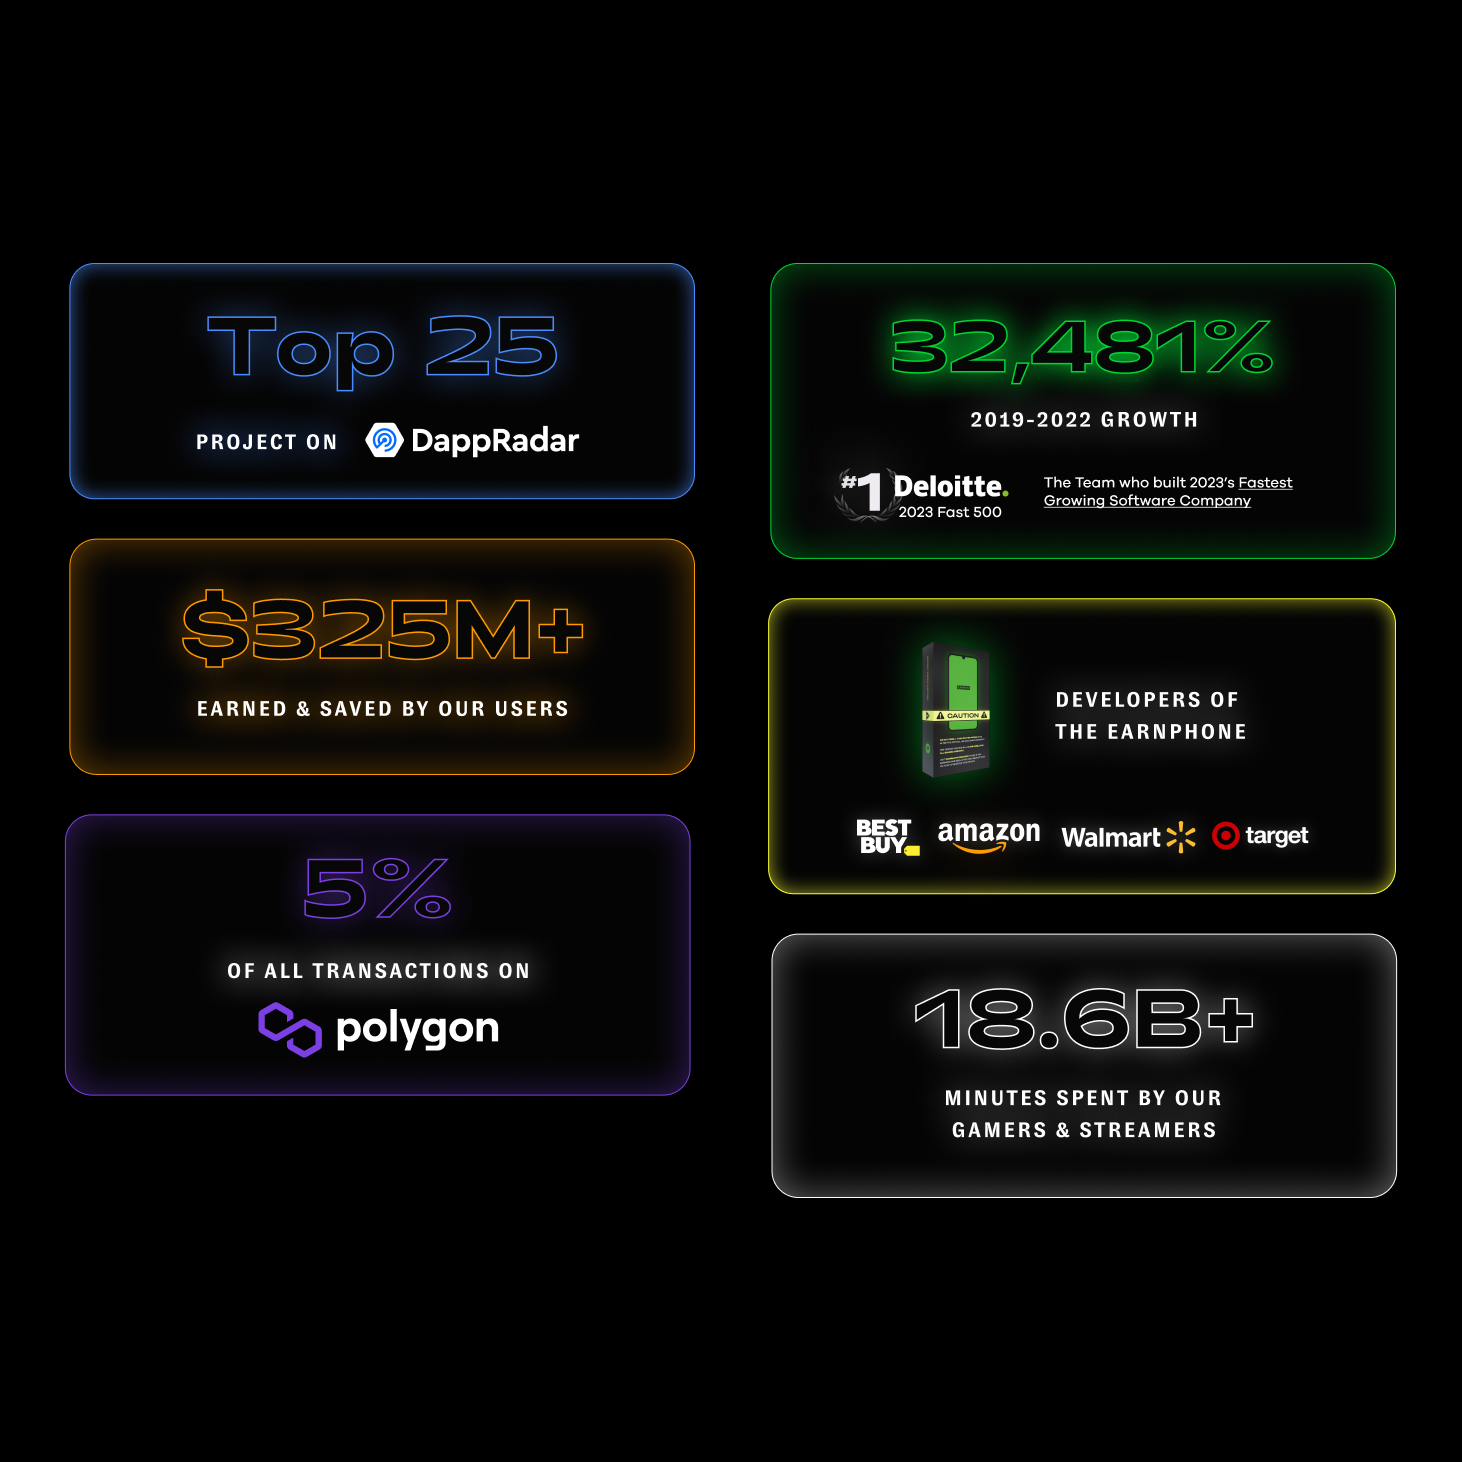 Top 25
PROJECT ON DappRadar
$325M+
EARNED & SAVED BY OUR USERS
5%
OF ALL TRANSACTIONS ON
polygon
32,481%
2019-2022 GROWTH
#1 Deloitte.
2023 Fast 500
The Team who built 2023's Fastest
Growing Software Company
CAUTION
DEVELOPERS OF
THE EARNPHONE
BEST
BUY
amazon
Walmart
target
18.6B+
MINUTES SPENT BY OUR
GAMERS & STREAMERS